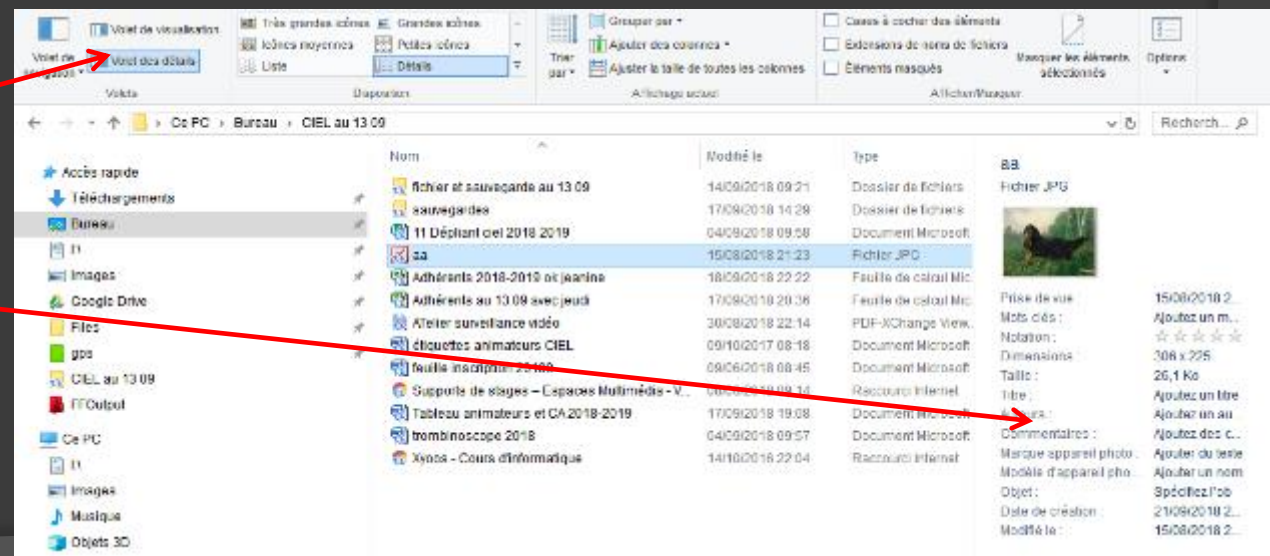 Volet de visualisation
Volet de navigation
Volet des détails
Volets
Très grandes icônes
Grandes icônes
Icônes moyennes
Petites icônes
Liste
Détails
Disposition
Trier par
Grouper par
Ajouter des colonnes
Ajuster la taille de toutes les colonnes
Affichage actuel
Cases à cocher des éléments
Extensions de noms de fichiers
Éléments masqués
Masquer les éléments sélectionnés
Afficher/Masquer
Options
Ce PC › Bureau › CIEL au 13 09
Recherch...
Accès rapide
Téléchargements
Bureau
Images
Google Drive
Files
gps
CIEL au 13 09
FFOutput
Ce PC
Images
Musique
Objets 3D
Nom Modifié le Type
fichier et sauvegarde au 13 09 14/09/2018 09:21 Dossier de fichiers
sauvegardes 17/09/2018 14:29 Dossier de fichiers
11 Dépliant ciel 2018 2019 04/09/2018 09:58 Document Microsoft
aa 15/08/2018 21:23 Fichier JPG
Adhérents 2018-2019 ok jeanine 18/09/2018 22:22 Feuille de calcul Mic
Adhérents au 13 09 avec jeudi 17/09/2018 20:36 Feuille de calcul Mic
ATelier surveillance vidéo 30/08/2018 22:14 PDF-XChange View.
étiquettes animateurs CIEL 09/10/2017 08:18 Document Microsoft
feuille inscription 09/06/2018 08:45 Document Microsoft
Supports de stages – Espaces Multimédia - V... Raccourci Internet
Tableau animateurs et CA 2018-2019 17/09/2018 19:08 Document Microsoft
trombinoscope 2018 04/09/2018 09:57 Document Microsoft
Xyoos - Cours d'informatique 14/10/2016 22:04 Raccourci Internet
aa
Fichier JPG
Prise de vue : 15/08/2018 2...
Mots clés : Ajoutez un m...
Notation :
Dimensions : 306 x 225
Taille : 26,1 Ko
Titre : Ajoutez un titre
Ajoutez un au
Commentaires : Ajoutez des c...
Marque appareil photo : Ajouter du texte
Modèle d'appareil pho... Ajouter un nom
Objet : Spécifiez l'ob
Date de création : 21/09/2018 2...
Modifié le : 15/08/2018 2...